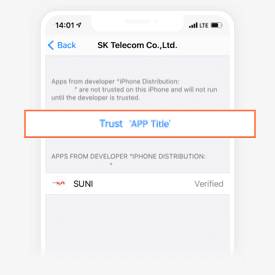 14:01 LTE
Back SK Telecom Co.,Ltd.
Apps from developer "iPhone Distribution:
" are not trusted on this iPhone and will not run
until the developer is trusted.
Trust 'APP Title'
APPS FROM DEVELOPER "IPHONE DISTRIBUTION:
"
SUNI Verified